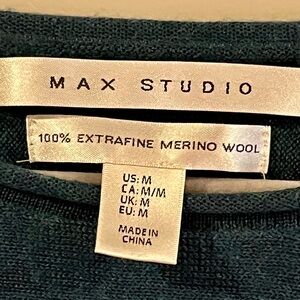 MAX STUDIO
100% EXTRAFINE MERINO WOOL
US: M
CA: M/M
UK: M
EU: M
MADE IN
CHINA